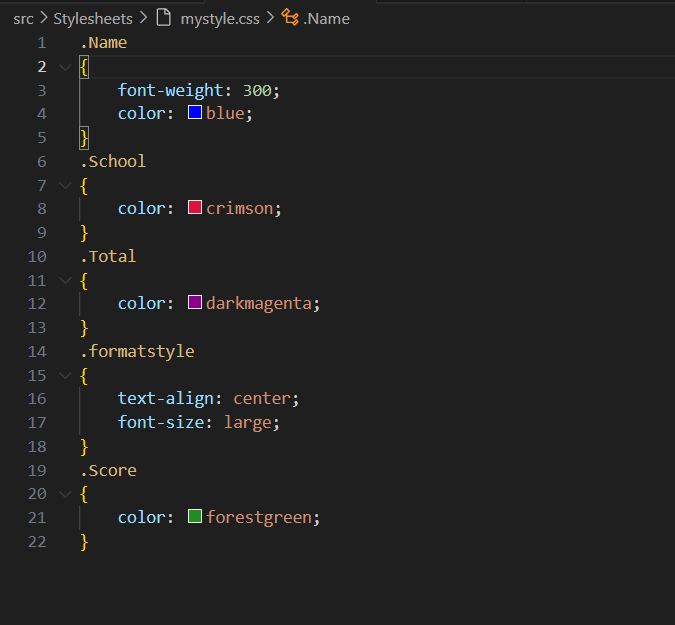 src > Stylesheets > mystyle.css > .Name
1 .Name
2 {
3 font-weight: 300;
4 color: blue;
5 }
6 .School
7 {
8 color: crimson;
9 }
10 .Total
11 {
12 color: darkmagenta;
13 }
14 .formatstyle
15 {
16 text-align: center;
17 font-size: large;
18 }
19 .Score
20 {
21 color: forestgreen;
22 }